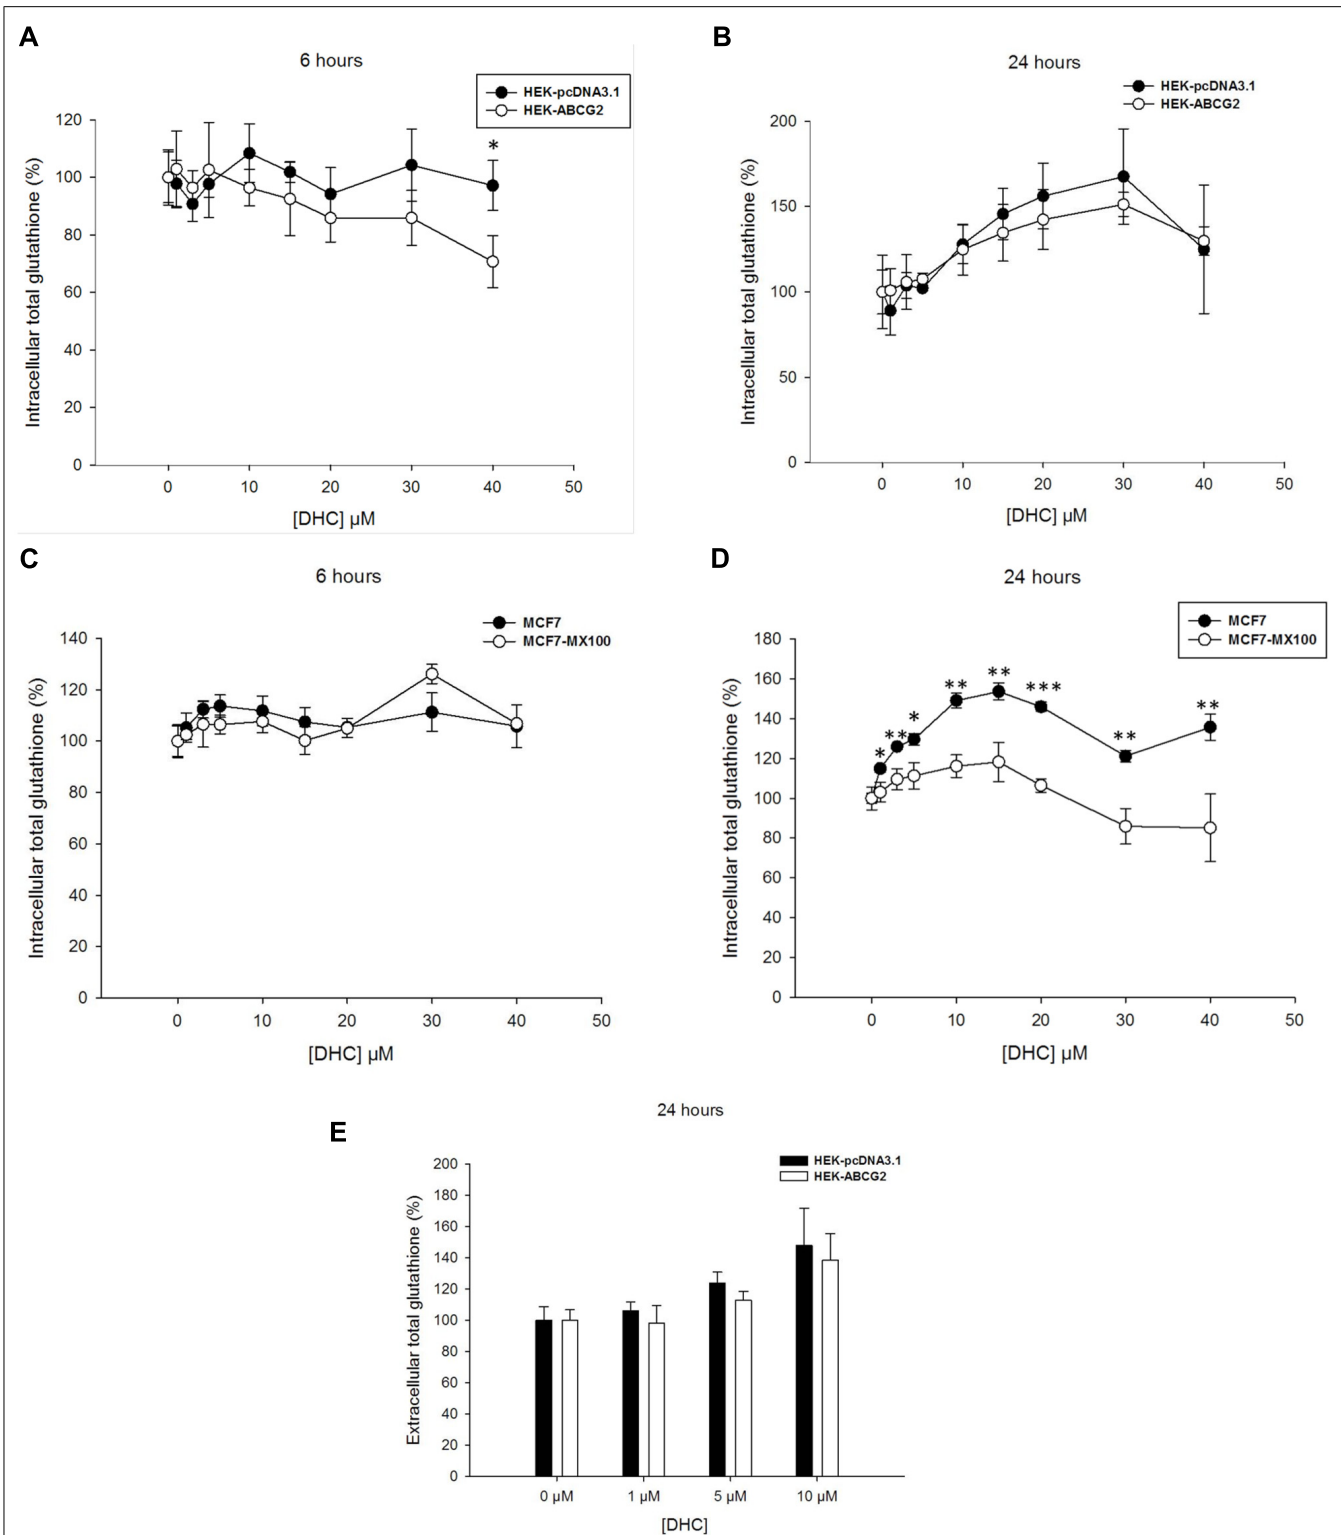 A
6 hours
HEK-pcDNA3.1
HEK-ABCG2
120
100
80
60
40
20
0
*
Intracellular total glutathione (%)
0 10 20 30 40 50
[DHC] µM
B
24 hours
HEK-pcDNA3.1
HEK-ABCG2
200
150
100
50
0
Intracellular total glutathione (%)
0 10 20 30 40 50
[DHC] µM
C
6 hours
MCF7
MCF7-MX100
140
120
100
80
60
40
20
0
Intracellular total glutathione (%)
0 10 20 30 40 50
[DHC] µM
D
24 hours
MCF7
MCF7-MX100
180
160
140
120
100
80
60
40
20
0
* ** * ** ** *** ** **
Intracellular total glutathione (%)
0 10 20 30 40 50
[DHC] µM
E
24 hours
HEK-pcDNA3.1
HEK-ABCG2
200
180
160
140
120
100
80
60
40
20
0
Extracellular total glutathione (%)
0 µM 1 µM 5 µM 10 µM
[DHC]